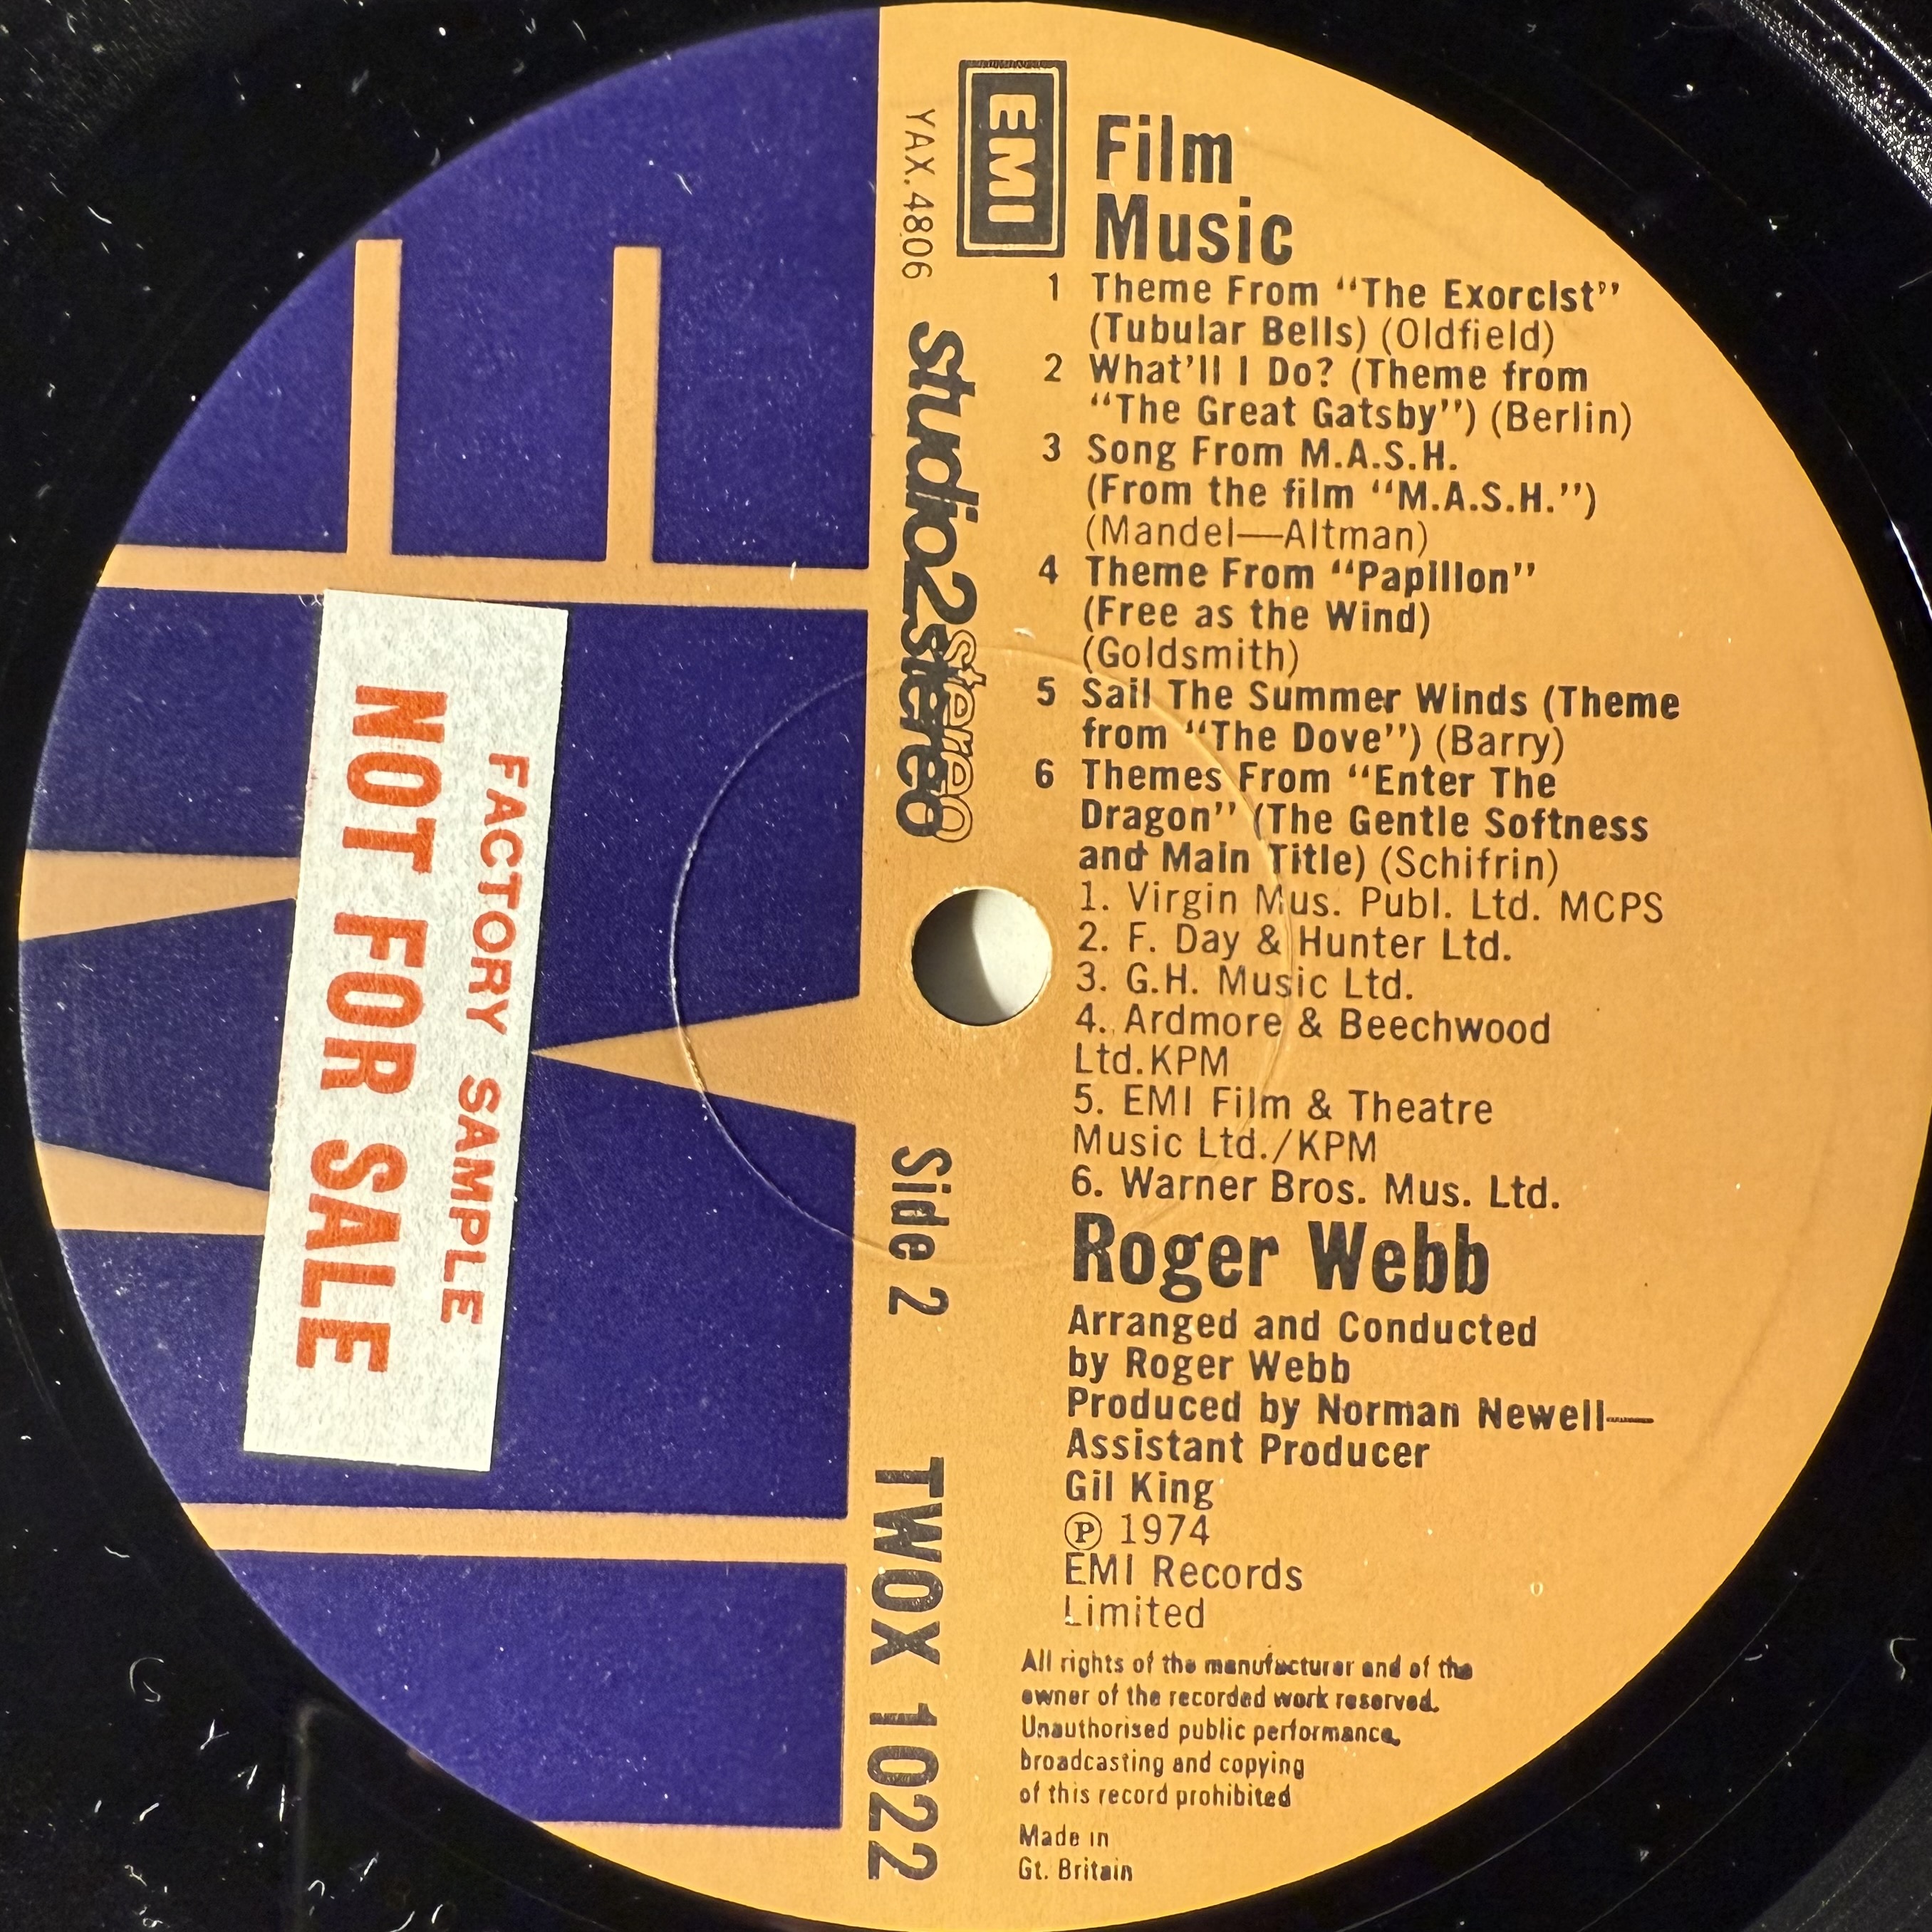 EMI
YAX.4806
studio2stereo
stereo
Side 2
TWOX 1022
Film
Music
1 Theme From “The Exorcist”
(Tubular Bells) (Oldfield)
2 What'll I Do? (Theme from
“The Great Gatsby”) (Berlin)
3 Song From M.A.S.H.
(From the film “M.A.S.H.”)
(Mandel—Altman)
4 Theme From “Papillon”
(Free as the Wind)
(Goldsmith)
5 Sail The Summer Winds (Theme
from “The Dove”) (Barry)
6 Themes From “Enter The
Dragon” (The Gentle Softness
and Main Title) (Schifrin)
1. Virgin Mus. Publ. Ltd. MCPS
2. F. Day & Hunter Ltd.
3. G.H. Music Ltd.
4. Ardmore & Beechwood
Ltd.KPM
5. EMI Film & Theatre
Music Ltd./KPM
6. Warner Bros. Mus. Ltd.
Roger Webb
Arranged and Conducted
by Roger Webb
Produced by Norman Newell—
Assistant Producer
Gil King
Ⓟ 1974
EMI Records
Limited
All rights of the manufacturer and of the
owner of the recorded work reserved.
Unauthorised public performance,
broadcasting and copying
of this record prohibited
Made in
Gt. Britain
FACTORY SAMPLE
NOT FOR SALE